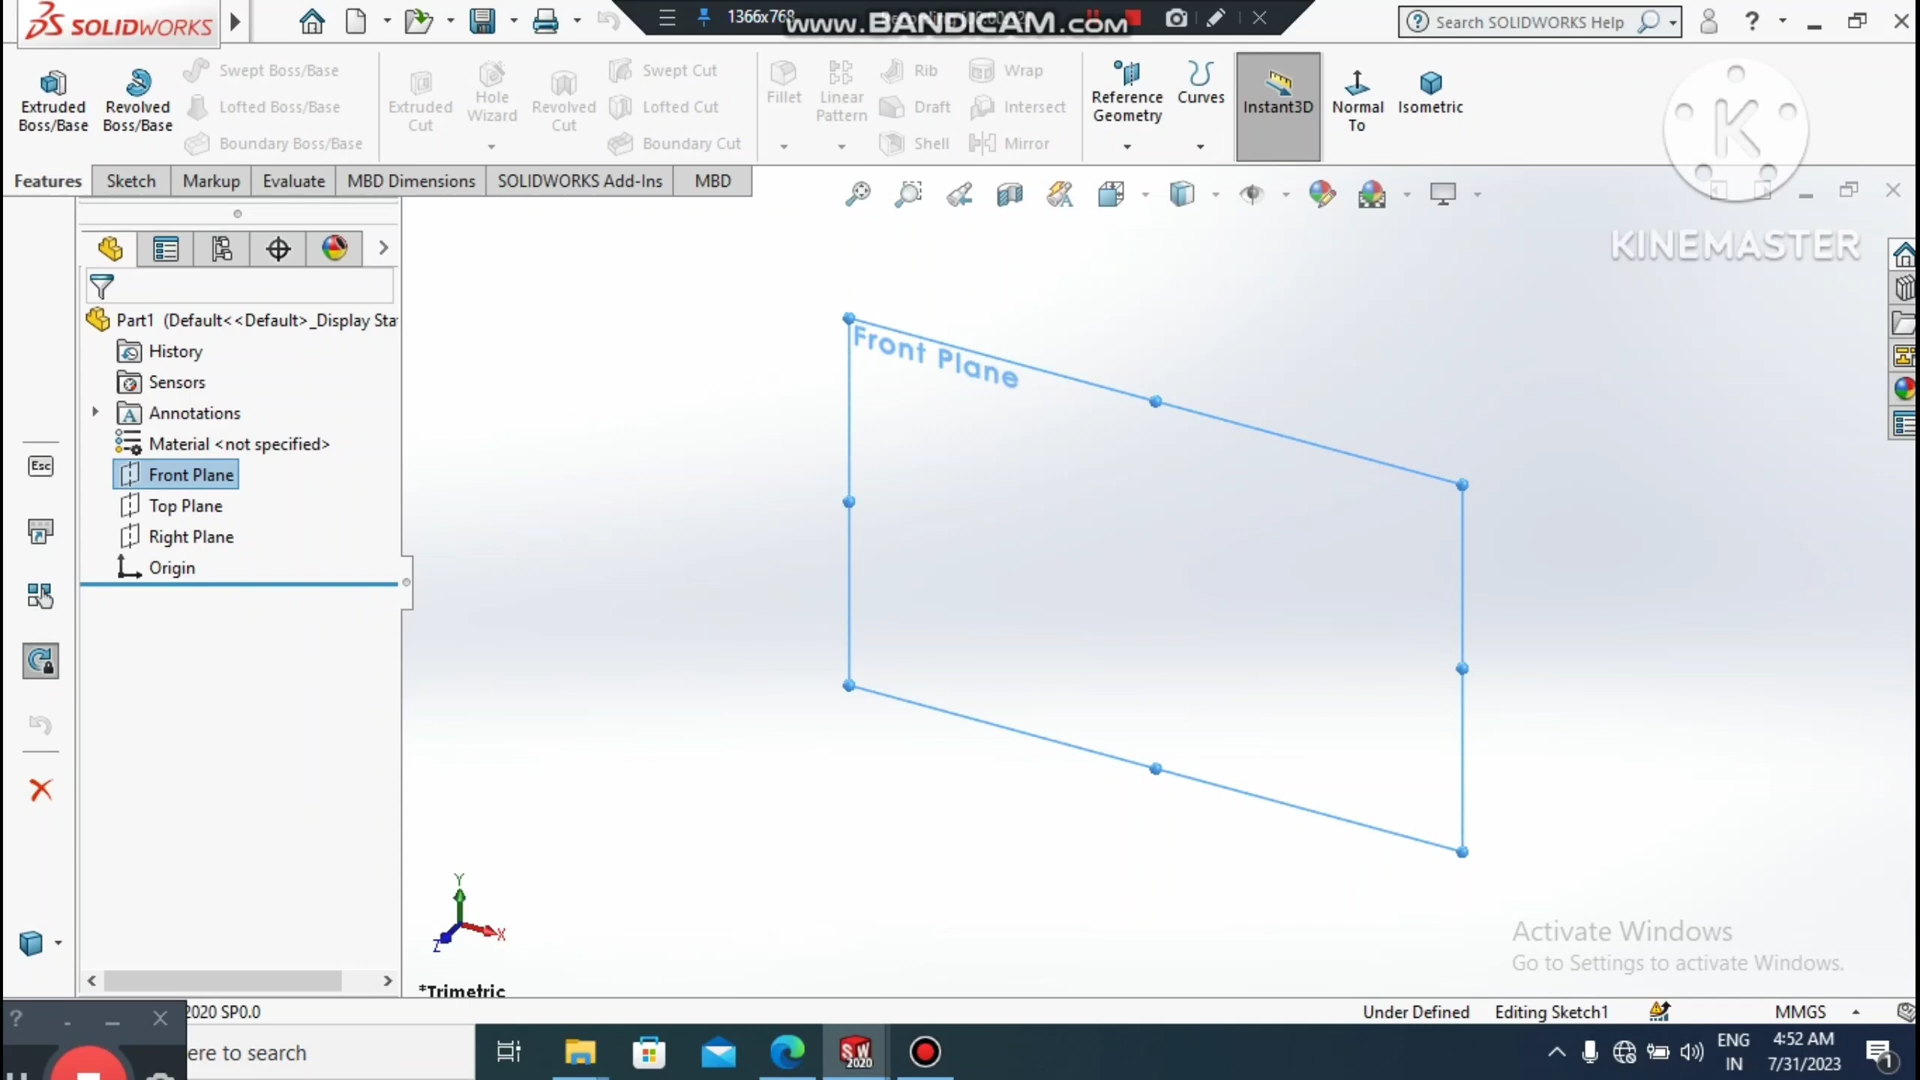 SOLIDWORKS
1366x768
www.BANDICAM.com
Search SOLIDWORKS Help
Extruded Boss/Base
Revolved Boss/Base
Swept Boss/Base
Lofted Boss/Base
Boundary Boss/Base
Extruded Cut
Hole Wizard
Revolved Cut
Swept Cut
Lofted Cut
Boundary Cut
Fillet
Linear Pattern
Rib
Draft
Shell
Wrap
Intersect
Mirror
Reference Geometry
Curves
Instant3D
Normal To
Isometric
K
KINEMASTER
Features
Sketch
Markup
Evaluate
MBD Dimensions
SOLIDWORKS Add-Ins
MBD
Part1 (Default<<Default>_Display Sta
History
Sensors
Annotations
Material <not specified>
Front Plane
Top Plane
Right Plane
Origin
Esc
Front Plane
Y
X
Z
*Trimetric
Activate Windows
Go to Settings to activate Windows.
2020 SP0.0
Under Defined
Editing Sketch1
MMGS
ere to search
SW
2020
ENG
IN
4:52 AM
7/31/2023
1